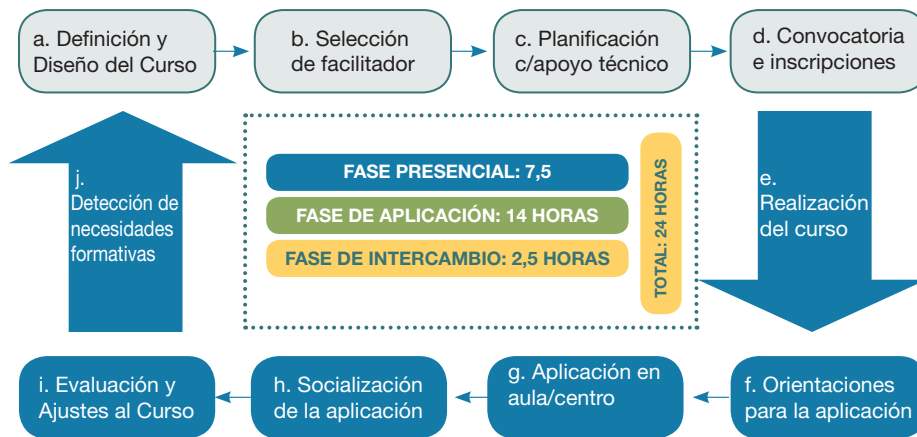 a. Definición y
Diseño del Curso
b. Selección
de facilitador
c. Planificación
c/apoyo técnico
d. Convocatoria
e inscripciones
j.
Detección de
necesidades
formativas
FASE PRESENCIAL: 7,5
FASE DE APLICACIÓN: 14 HORAS
FASE DE INTERCAMBIO: 2,5 HORAS
TOTAL: 24 HORAS
e.
Realización
del curso
i. Evaluación y
Ajustes al Curso
h. Socialización
de la aplicación
g. Aplicación en
aula/centro
f. Orientaciones
para la aplicación